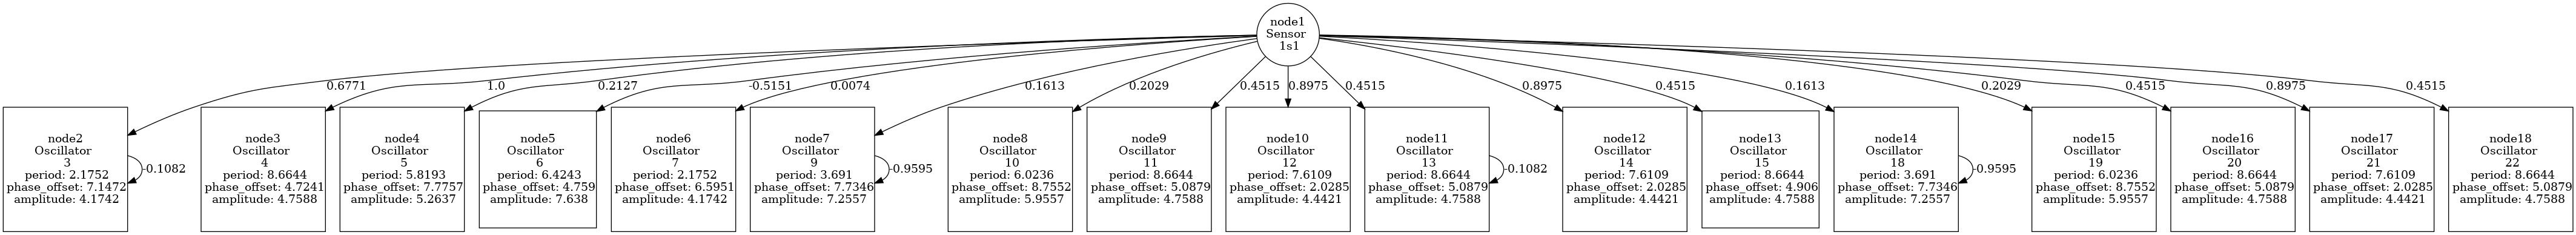 node1
Sensor
1s1
0.6771
1.0
0.2127
-0.5151
0.0074
0.1613
0.2029
0.4515
0.8975
0.4515
0.8975
0.4515
0.1613
0.2029
0.4515
0.8975
0.4515
node2
Oscillator
3
period: 2.1752
phase_offset: 7.1472
amplitude: 4.1742
-0.1082
node3
Oscillator
4
period: 8.6644
phase_offset: 4.7241
amplitude: 4.7588
node4
Oscillator
5
period: 5.8193
phase_offset: 7.7757
amplitude: 5.2637
node5
Oscillator
6
period: 6.4243
phase_offset: 4.759
amplitude: 7.638
node6
Oscillator
7
period: 2.1752
phase_offset: 6.5951
amplitude: 4.1742
node7
Oscillator
9
period: 3.691
phase_offset: 7.7346
amplitude: 7.2557
-0.9595
node8
Oscillator
10
period: 6.0236
phase_offset: 8.7552
amplitude: 5.9557
node9
Oscillator
11
period: 8.6644
phase_offset: 5.0879
amplitude: 4.7588
node10
Oscillator
12
period: 7.6109
phase_offset: 2.0285
amplitude: 4.4421
node11
Oscillator
13
period: 8.6644
phase_offset: 5.0879
amplitude: 4.7588
-0.1082
node12
Oscillator
14
period: 7.6109
phase_offset: 2.0285
amplitude: 4.4421
node13
Oscillator
15
period: 8.6644
phase_offset: 4.906
amplitude: 4.7588
node14
Oscillator
18
period: 3.691
phase_offset: 7.7346
amplitude: 7.2557
-0.9595
node15
Oscillator
19
period: 6.0236
phase_offset: 8.7552
amplitude: 5.9557
node16
Oscillator
20
period: 8.6644
phase_offset: 5.0879
amplitude: 4.7588
node17
Oscillator
21
period: 7.6109
phase_offset: 2.0285
amplitude: 4.4421
node18
Oscillator
22
period: 8.6644
phase_offset: 5.0879
amplitude: 4.7588